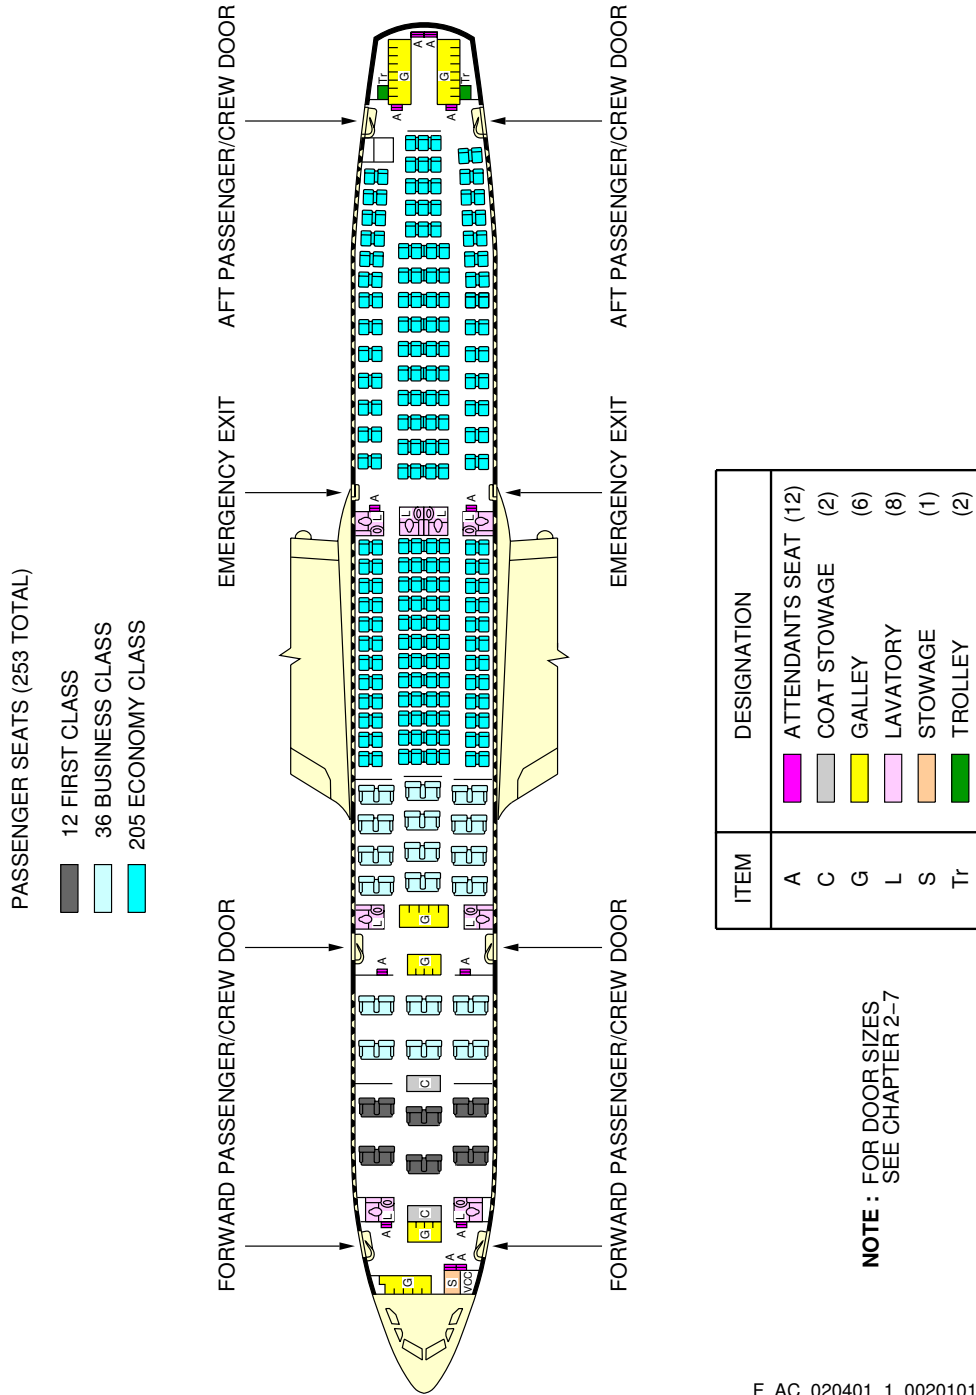 PASSENGER SEATS (253 TOTAL)
12 FIRST CLASS
36 BUSINESS CLASS
205 ECONOMY CLASS
FORWARD PASSENGER/CREW DOOR
EMERGENCY EXIT
AFT PASSENGER/CREW DOOR
G
S
VCC
A
A
G
C
A
L
A
L
C
G
A
A
L
G
L
L
L
L
L
A
A
A
A
Tr
G
G
Tr
A
A
FORWARD PASSENGER/CREW DOOR
EMERGENCY EXIT
AFT PASSENGER/CREW DOOR
ITEM DESIGNATION
A ATTENDANTS SEAT (12)
C COAT STOWAGE (2)
G GALLEY (6)
L LAVATORY (8)
S STOWAGE (1)
Tr TROLLEY (2)
NOTE : FOR DOOR SIZES
SEE CHAPTER 2−7
F_AC_020401_1_0020101